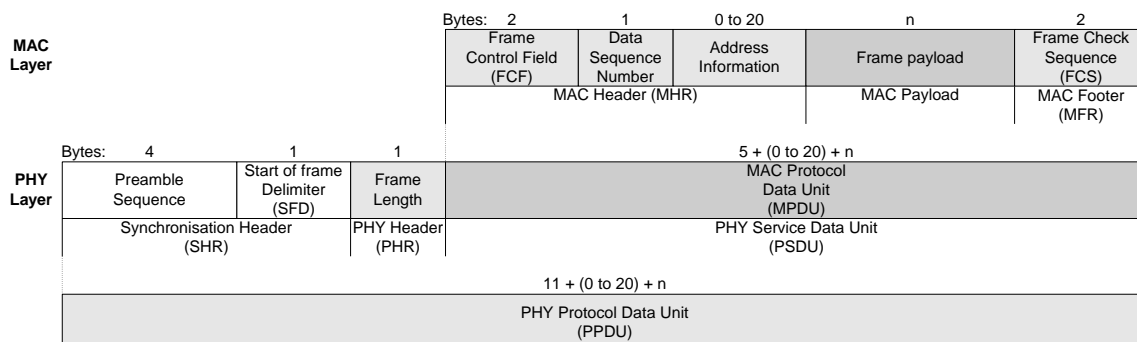 Bytes: 2 1 0 to 20 n 2
MAC
Layer
Frame
Control Field
(FCF)
Data
Sequence
Number
Address
Information
Frame payload
Frame Check
Sequence
(FCS)
MAC Header (MHR)
MAC Payload
MAC Footer
(MFR)
Bytes: 4 1 1 5 + (0 to 20) + n
PHY
Layer
Preamble
Sequence
Start of frame
Delimiter
(SFD)
Frame
Length
MAC Protocol
Data Unit
(MPDU)
Synchronisation Header
(SHR)
PHY Header
(PHR)
PHY Service Data Unit
(PSDU)
11 + (0 to 20) + n
PHY Protocol Data Unit
(PPDU)